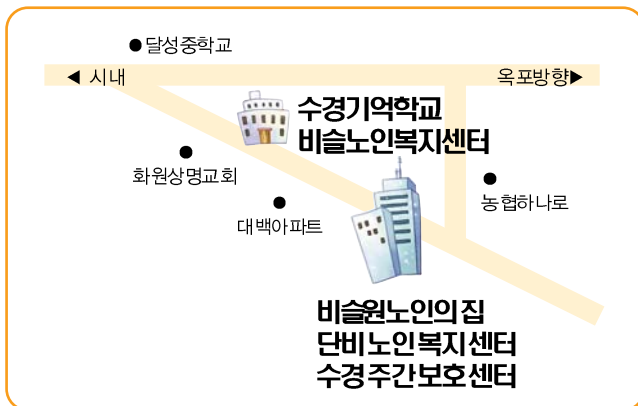 달성중학교
◀ 시내
옥포방향▶
수경기억학교
비슬노인복지센터
화원상명교회
농협하나로
대백아파트
비슬원노인의 집
단비노인복지센터
수경주간보호센터